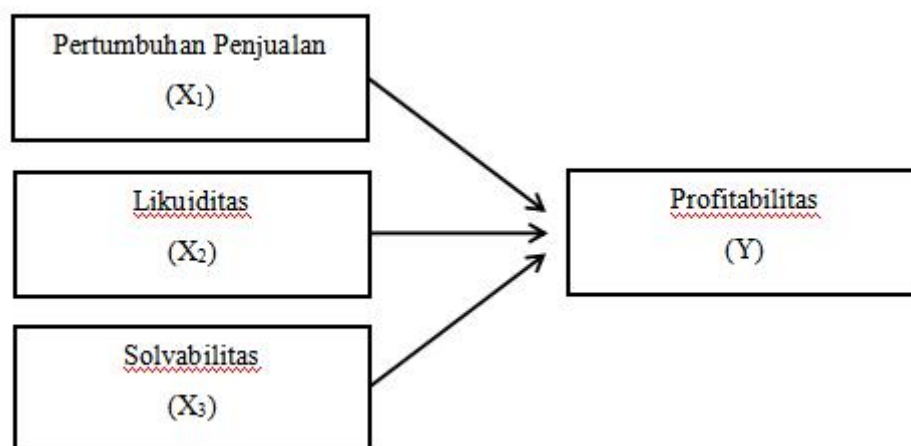 Pertumbuhan Penjualan
(X₁)
Likuiditas
(X₂)
Solvabilitas
(X₃)
Profitabilitas
(Y)